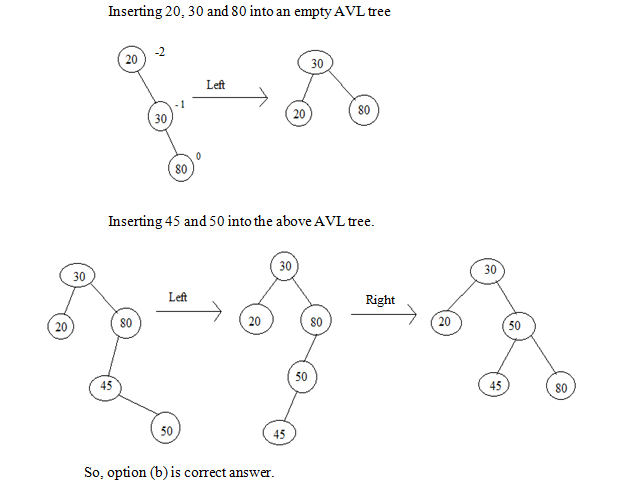 Inserting 20, 30 and 80 into an empty AVL tree
20 -2
30 -1
80 0
Left
30
20 80
Inserting 45 and 50 into the above AVL tree.
30
20 80
45
50
Left
30
20 80
50
45
Right
30
20 50
45 80
So, option (b) is correct answer.